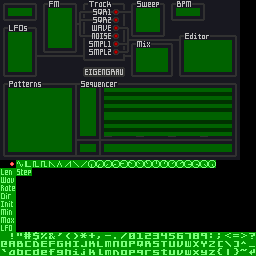 FM Track Sweep BPM
LFOs SQR1
SQR2
WAVE
NOISE
SMPL1 Mix Editor
SMPL2
EIGENGRAU
Patterns Sequencer
Len Step
Wav
Rate
Dir
Init
Min
Max
LFO
!"#$%&'()*+,-./0123456789:;<=>?
@ABCDEFGHIJKLMNOPQRSTUVWXYZ[\]^_
`abcdefghijklmnopqrstuvwxyz{|}~